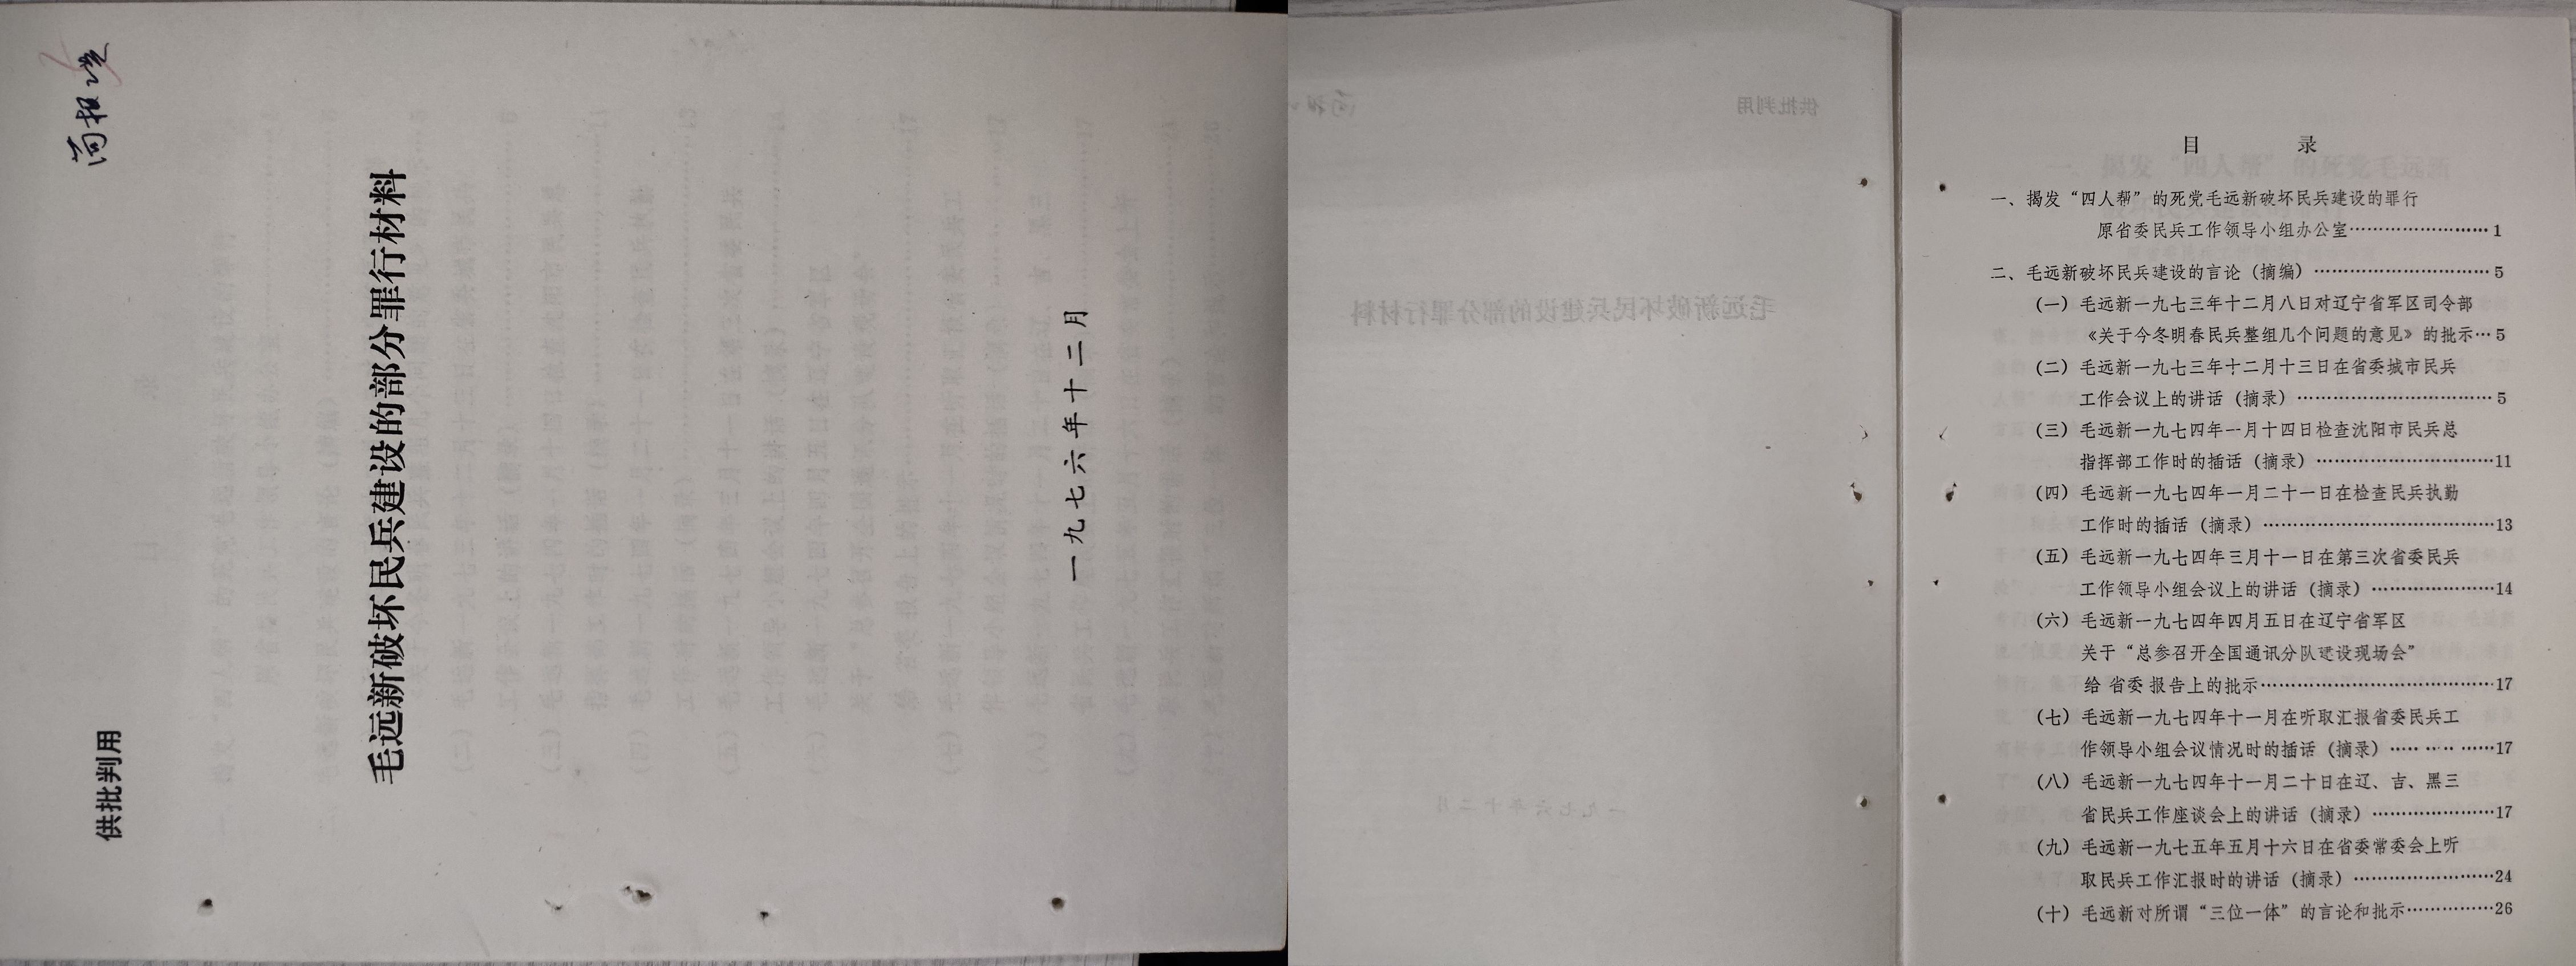 供批判用
毛远新破坏民兵建设的部分罪行材料
一九七六年十二月
目 录
一、揭发“四人帮”的死党毛远新破坏民兵建设的罪行
原省委民兵工作领导小组办公室……………………1
二、毛远新破坏民兵建设的言论（摘编）……………………………5
（一）毛远新一九七三年十二月八日对辽宁省军区司令部
《关于今冬明春民兵整组几个问题的意见》的批示…5
（二）毛远新一九七三年十二月十三日在省委城市民兵
工作会议上的讲话（摘录）………………………………5
（三）毛远新一九七四年一月十四日检查沈阳市民兵总
指挥部工作时的插话（摘录）……………………………11
（四）毛远新一九七四年一月二十一日在检查民兵执勤
工作时的插话（摘录）……………………………………13
（五）毛远新一九七四年三月十一日在第三次省委民兵
工作领导小组会议上的讲话（摘录）…………………14
（六）毛远新一九七四年四月五日在辽宁省军区
关于“总参召开全国通讯分队建设现场会”
给省委报告上的批示……………………………………17
（七）毛远新一九七四年十一月在听取汇报省委民兵工
作领导小组会议情况时的插话（摘录）………………17
（八）毛远新一九七四年十一月二十日在辽、吉、黑三
省民兵工作座谈会上的讲话（摘录）…………………17
（九）毛远新一九七五年五月十六日在省委常委会上听
取民兵工作汇报时的讲话（摘录）……………………24
（十）毛远新对所谓“三位一体”的言论和批示……………26